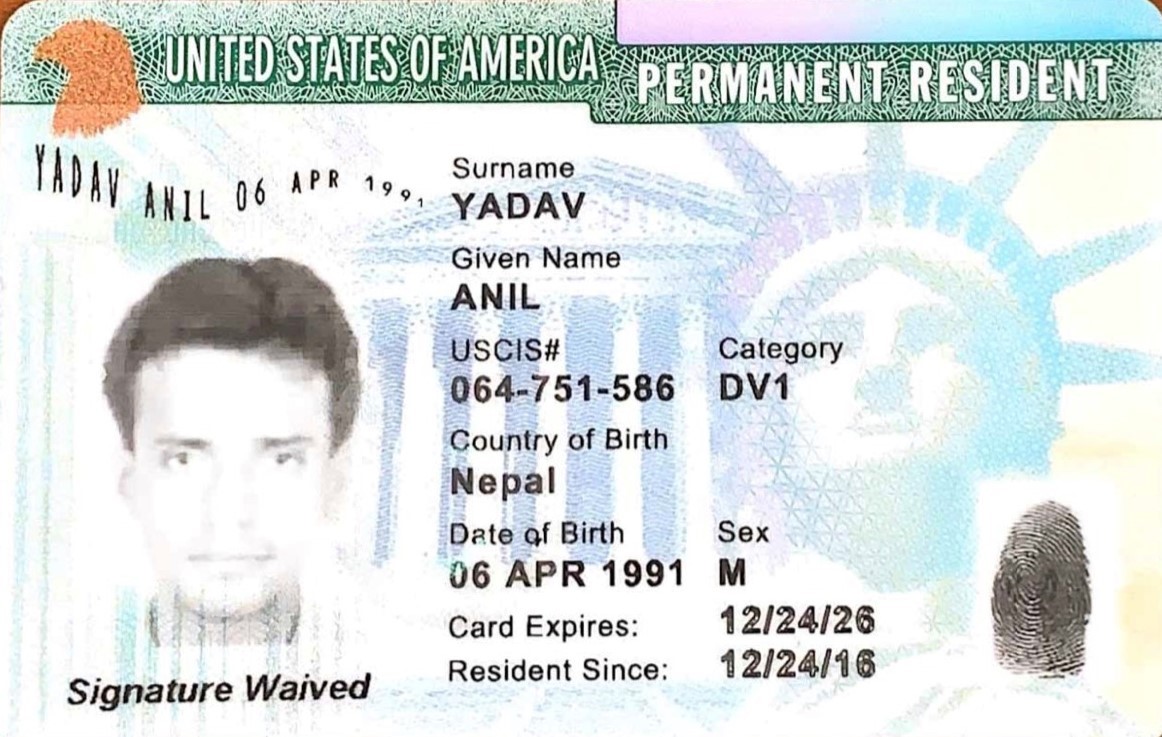 UNITED STATES OF AMERICA
PERMANENT RESIDENT
YADAV ANIL 06 APR 1991
Surname
YADAV
Given Name
ANIL
USCIS# Category
064-751-586 DV1
Country of Birth
Nepal
Date of Birth Sex
06 APR 1991 M
Card Expires: 12/24/26
Resident Since: 12/24/16
Signature Waived